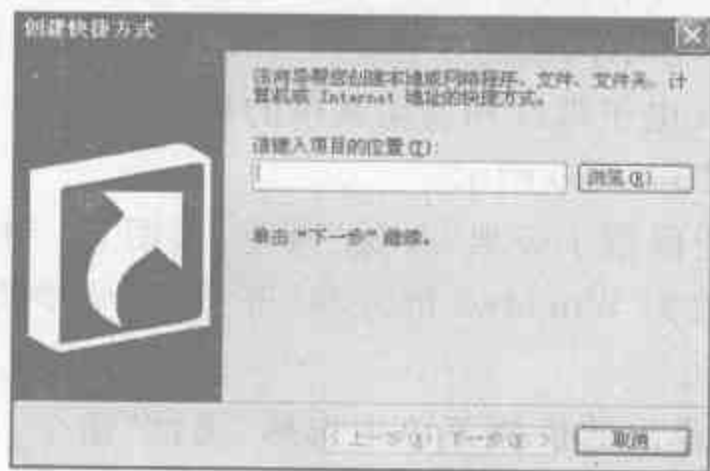 创建快捷方式
该向导帮您创建本地或网络程序、文件、文件夹、计
算机或 Internet 地址的快捷方式。
请键入项目的位置(T):
浏览(R)...
单击“下一步”继续。
<上一步(B) 下一步(N)>
取消